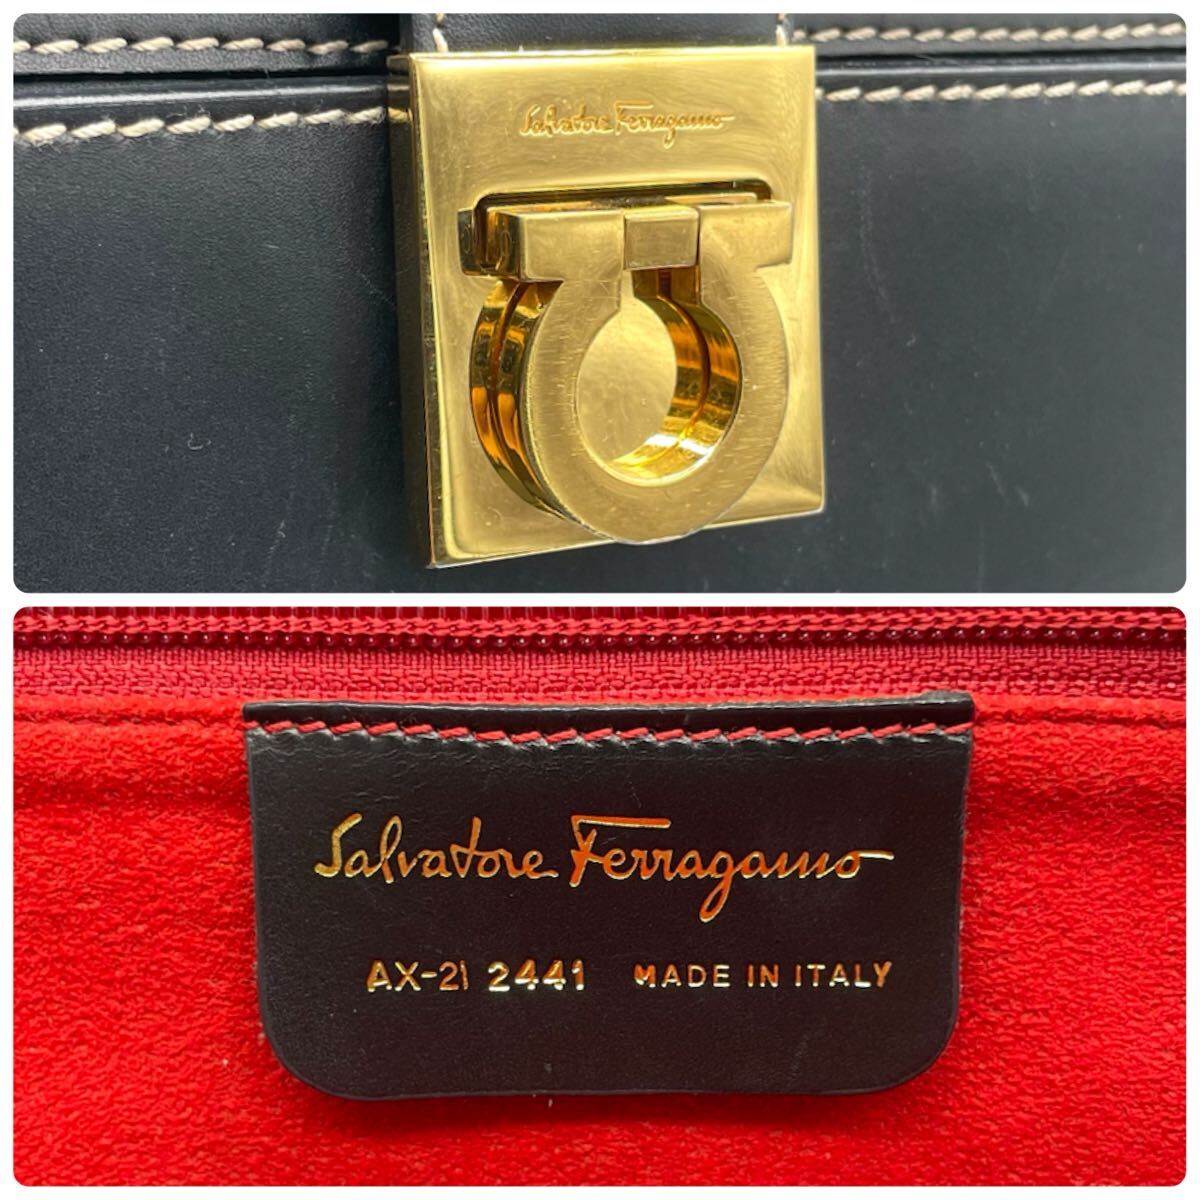 Salvatore Ferragamo
Salvatore Ferragamo
AX-21 2441 MADE IN ITALY